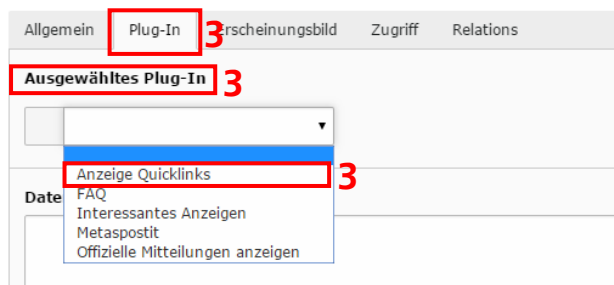 Allgemein Plug-In 3 Erscheinungsbild Zugriff Relations
Ausgewähltes Plug-In 3
Anzeige Quicklinks 3
FAQ
Date
Interessantes Anzeigen
Metaspostit
Offizielle Mitteilungen anzeigen